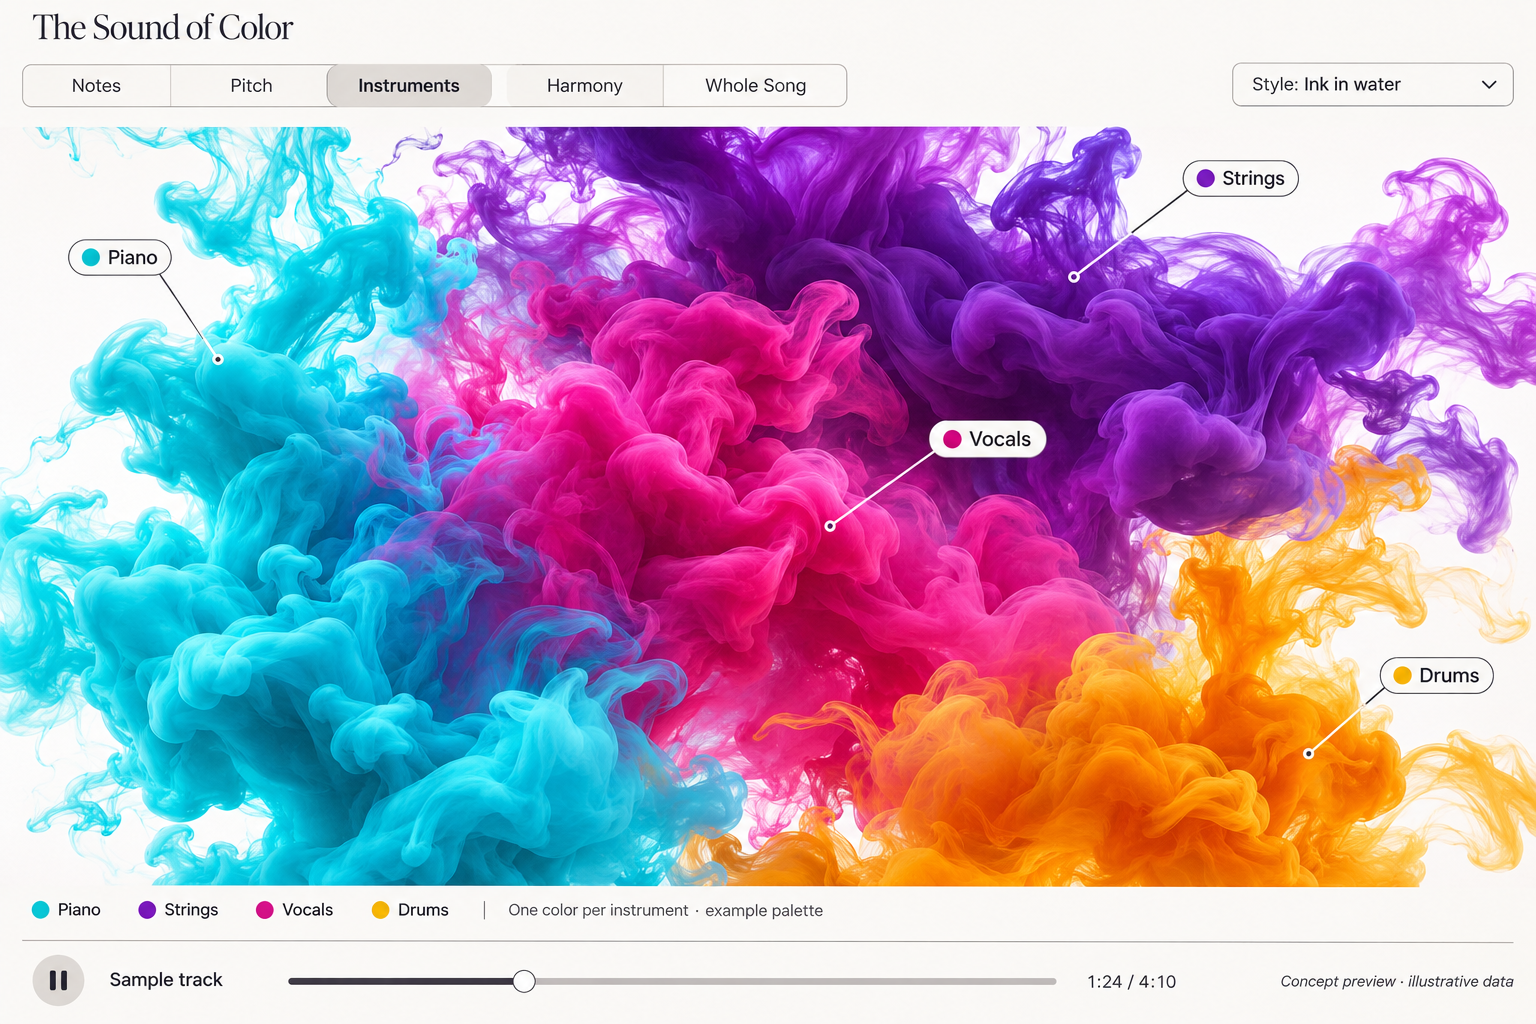 The Sound of Color
Notes
Pitch
Instruments
Harmony
Whole Song
Style: Ink in water
Strings
Piano
Vocals
Drums
Piano
Strings
Vocals
Drums
One color per instrument · example palette
Sample track
1:24 / 4:10
Concept preview · illustrative data